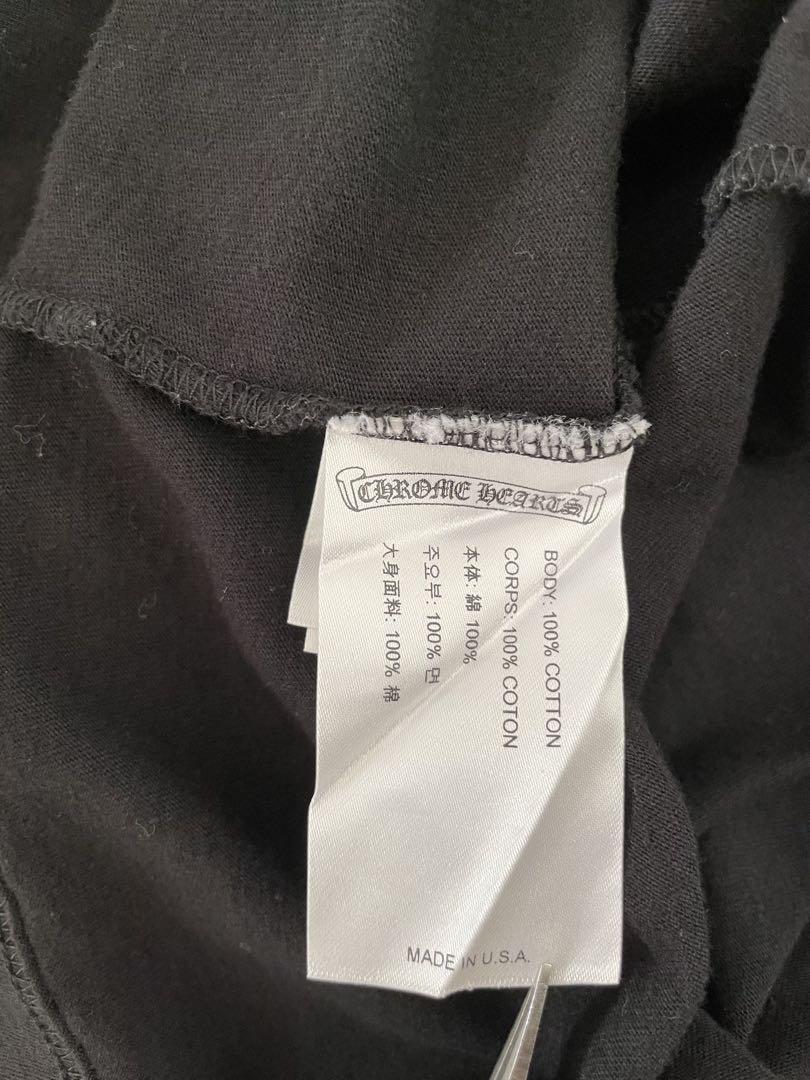 CHROME HEARTS
BODY: 100% COTTON
CORPS: 100% COTON
本体: 綿 100%
주요부: 100% 면
大身面料: 100% 棉
MADE IN U.S.A.